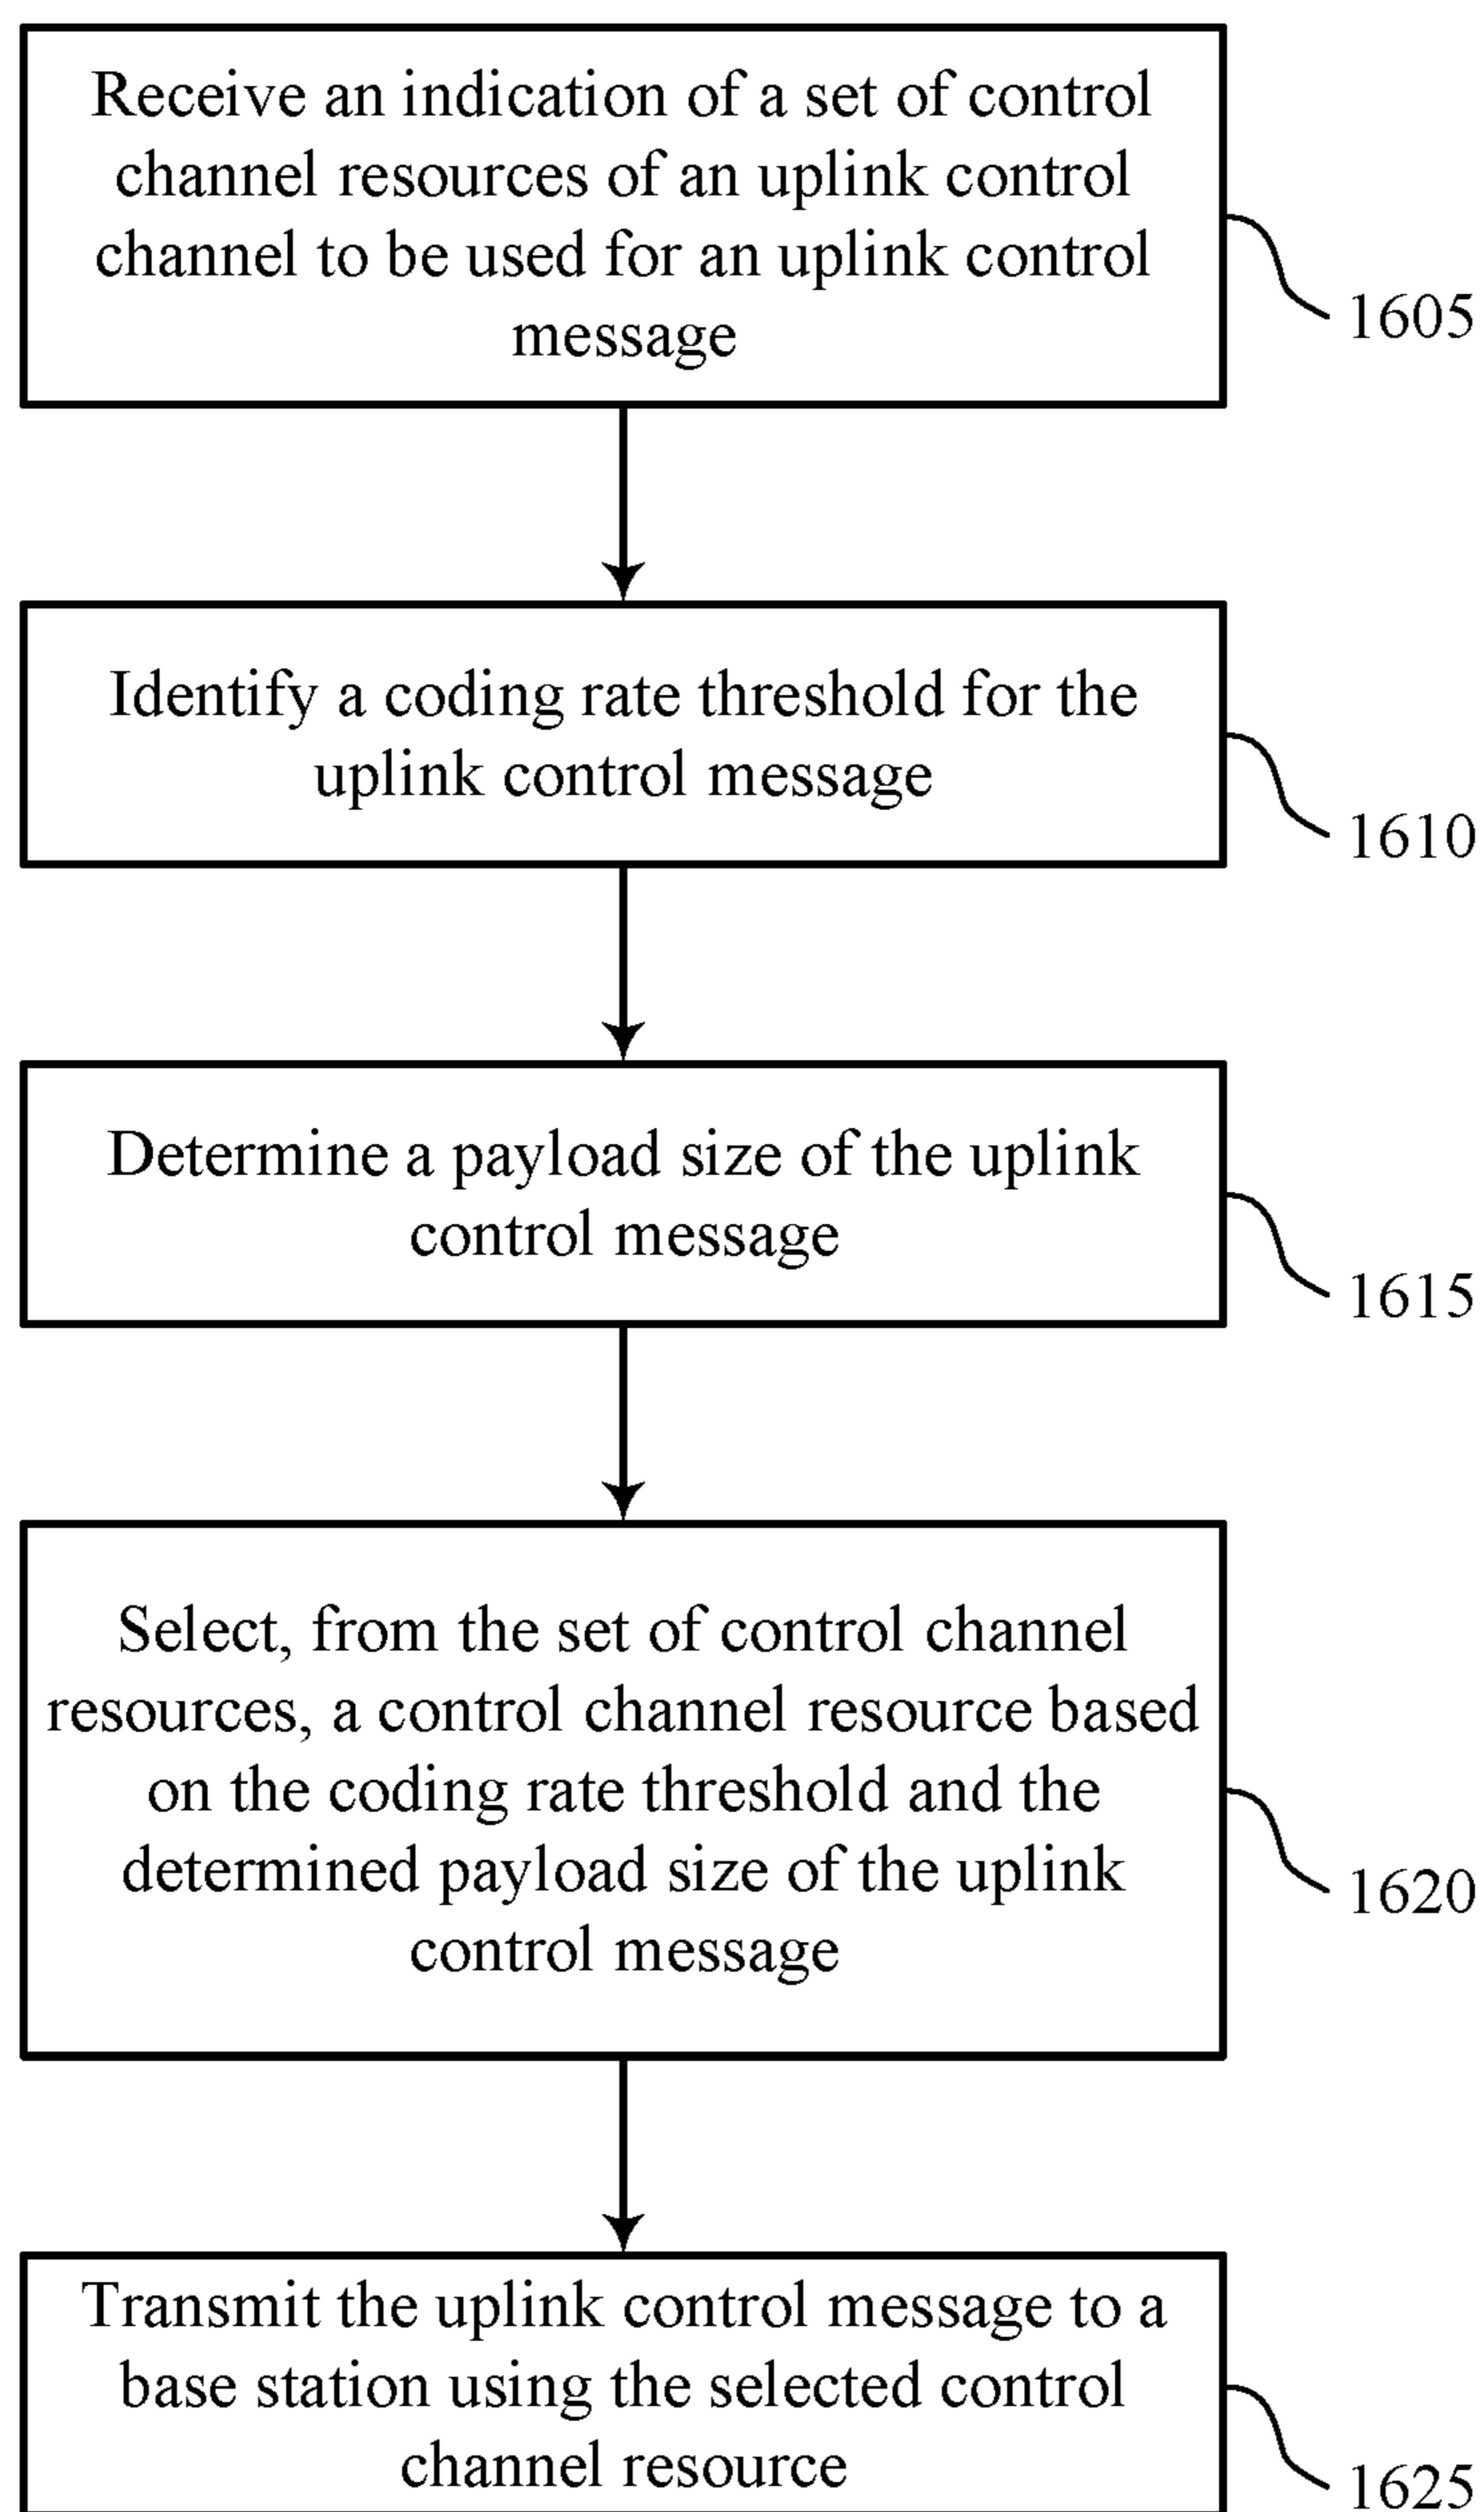 Receive an indication of a set of control
channel resources of an uplink control
channel to be used for an uplink control
message
1605
Identify a coding rate threshold for the
uplink control message
1610
Determine a payload size of the uplink
control message
1615
Select, from the set of control channel
resources, a control channel resource based
on the coding rate threshold and the
determined payload size of the uplink
control message
1620
Transmit the uplink control message to a
base station using the selected control
channel resource
1625